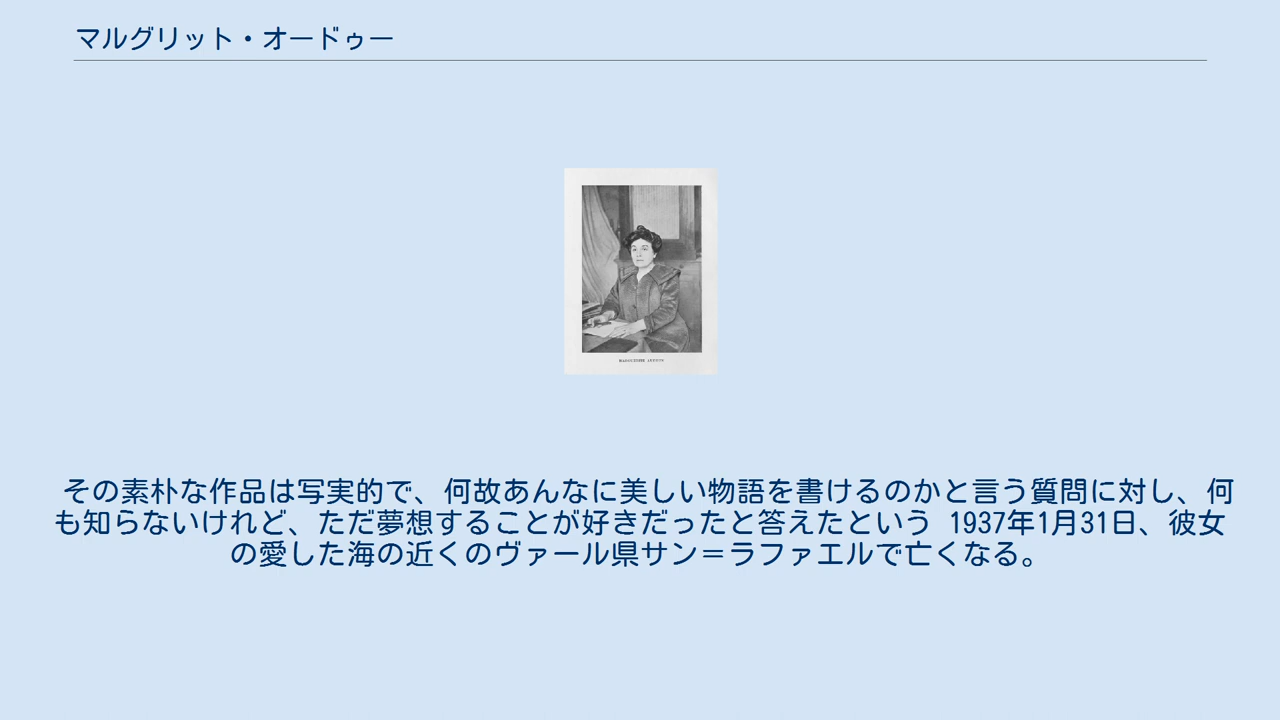 マルグリット・オードゥー
MARGUERITE AUDOUX
その素朴な作品は写実的で、何故あんなに美しい物語を書けるのかと言う質問に対し、何
も知らないけれど、ただ夢想することが好きだったと答えたという 1937年1月31日、彼女
の愛した海の近くのヴァール県サン＝ラファエルで亡くなる。